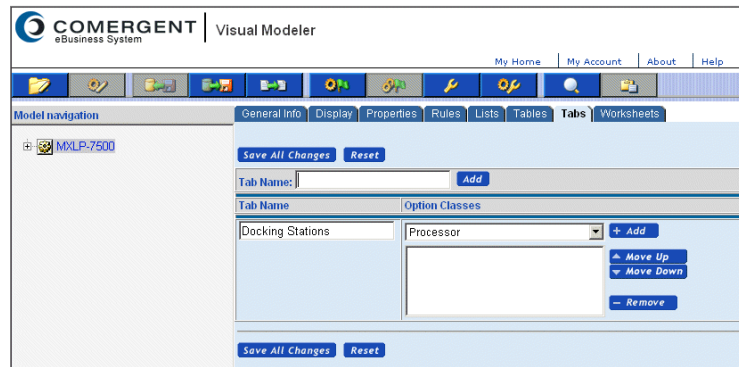 COMERGENT
eBusiness System
Visual Modeler
My Home My Account About Help
Model navigation
General Info Display Properties Rules Lists Tables Tabs Worksheets
MXLP-7500
Save All Changes Reset
Tab Name: Add
Tab Name Option Classes
Docking Stations Processor + Add
Move Up
Move Down
− Remove
Save All Changes Reset